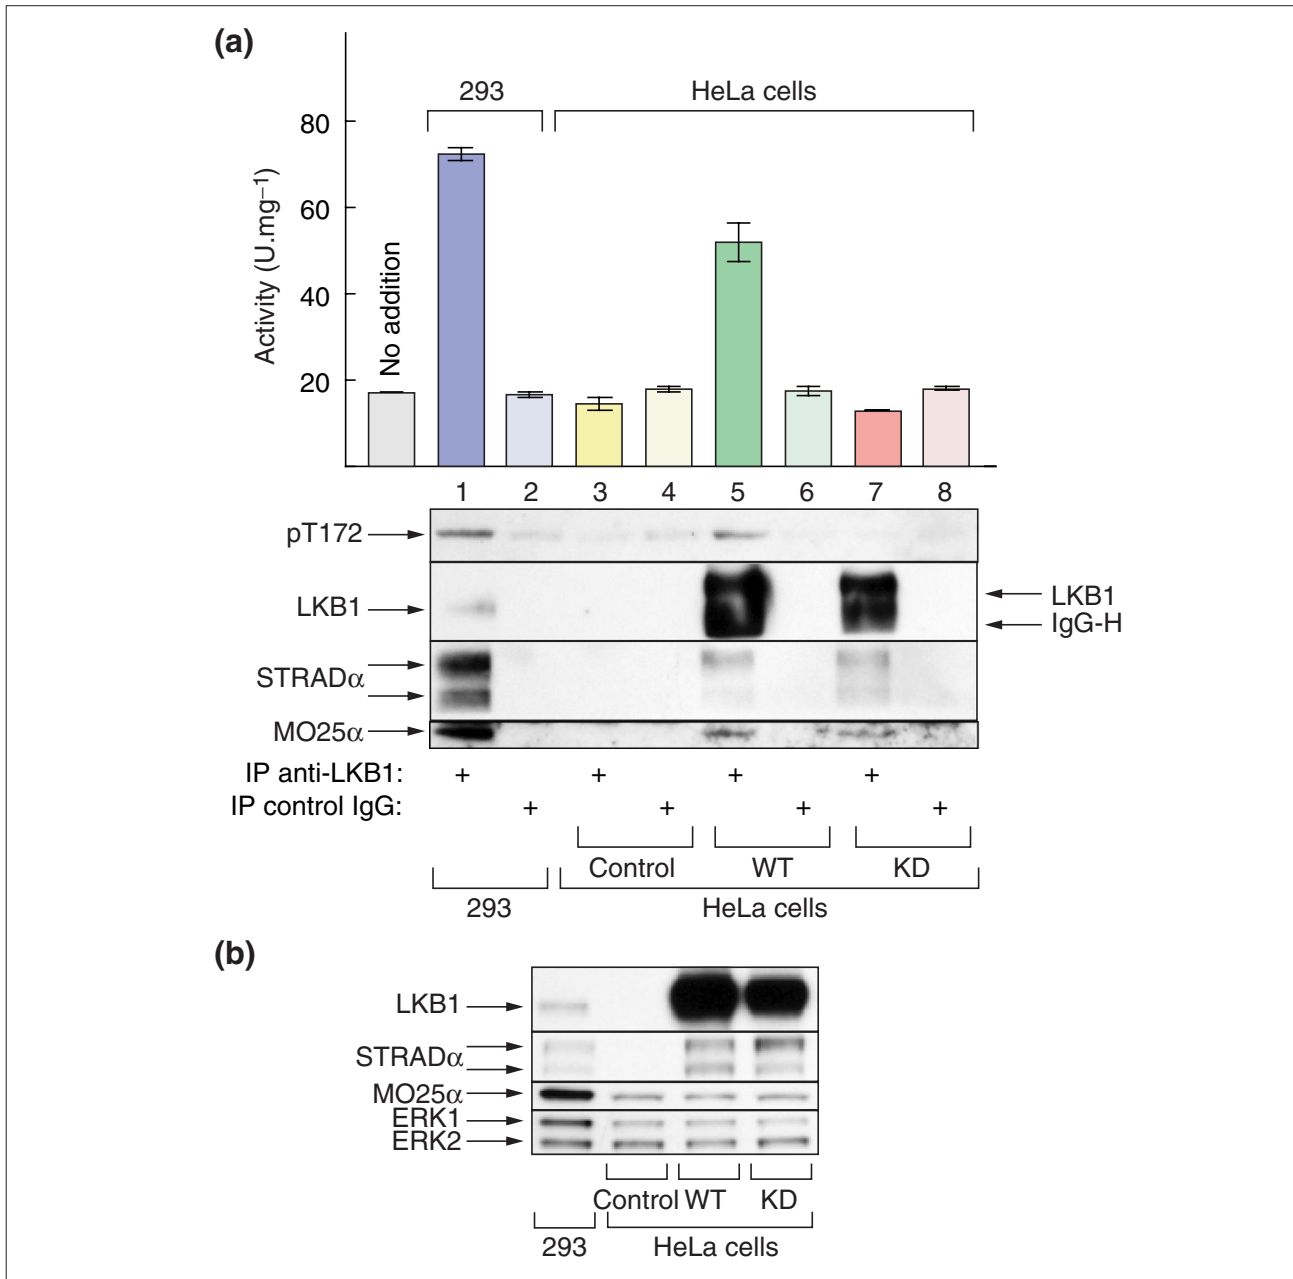 (a)
293 HeLa cells
80
60
40
20
Activity (U.mg⁻¹)
No addition
1 2 3 4 5 6 7 8
pT172
LKB1
LKB1
IgG-H
STRADα
MO25α
IP anti-LKB1: + + + +
IP control IgG: + + + +
Control WT KD
293 HeLa cells
(b)
LKB1
STRADα
MO25α
ERK1
ERK2
Control WT KD
293 HeLa cells